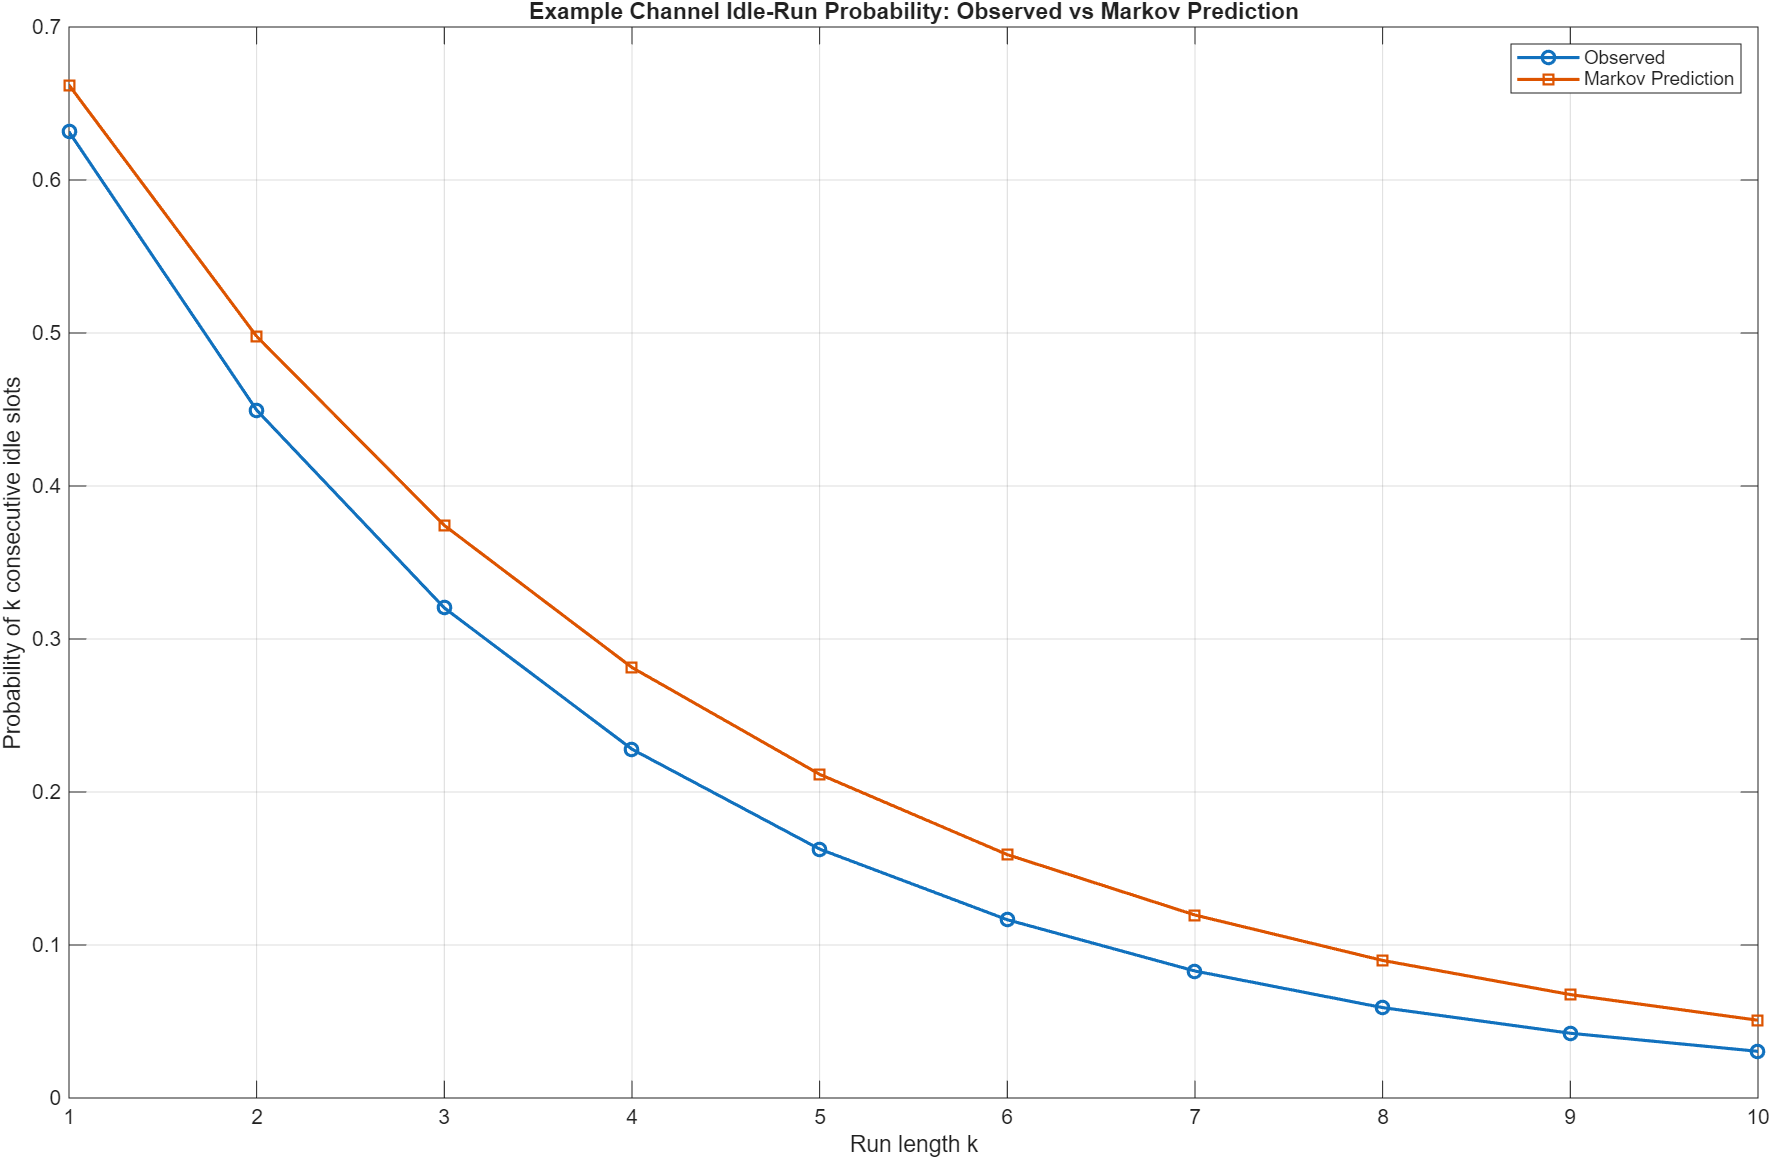 Example Channel Idle-Run Probability: Observed vs Markov Prediction
Observed
Markov Prediction
Probability of k consecutive idle slots
0.7
0.6
0.5
0.4
0.3
0.2
0.1
0
1 2 3 4 5 6 7 8 9 10
Run length k